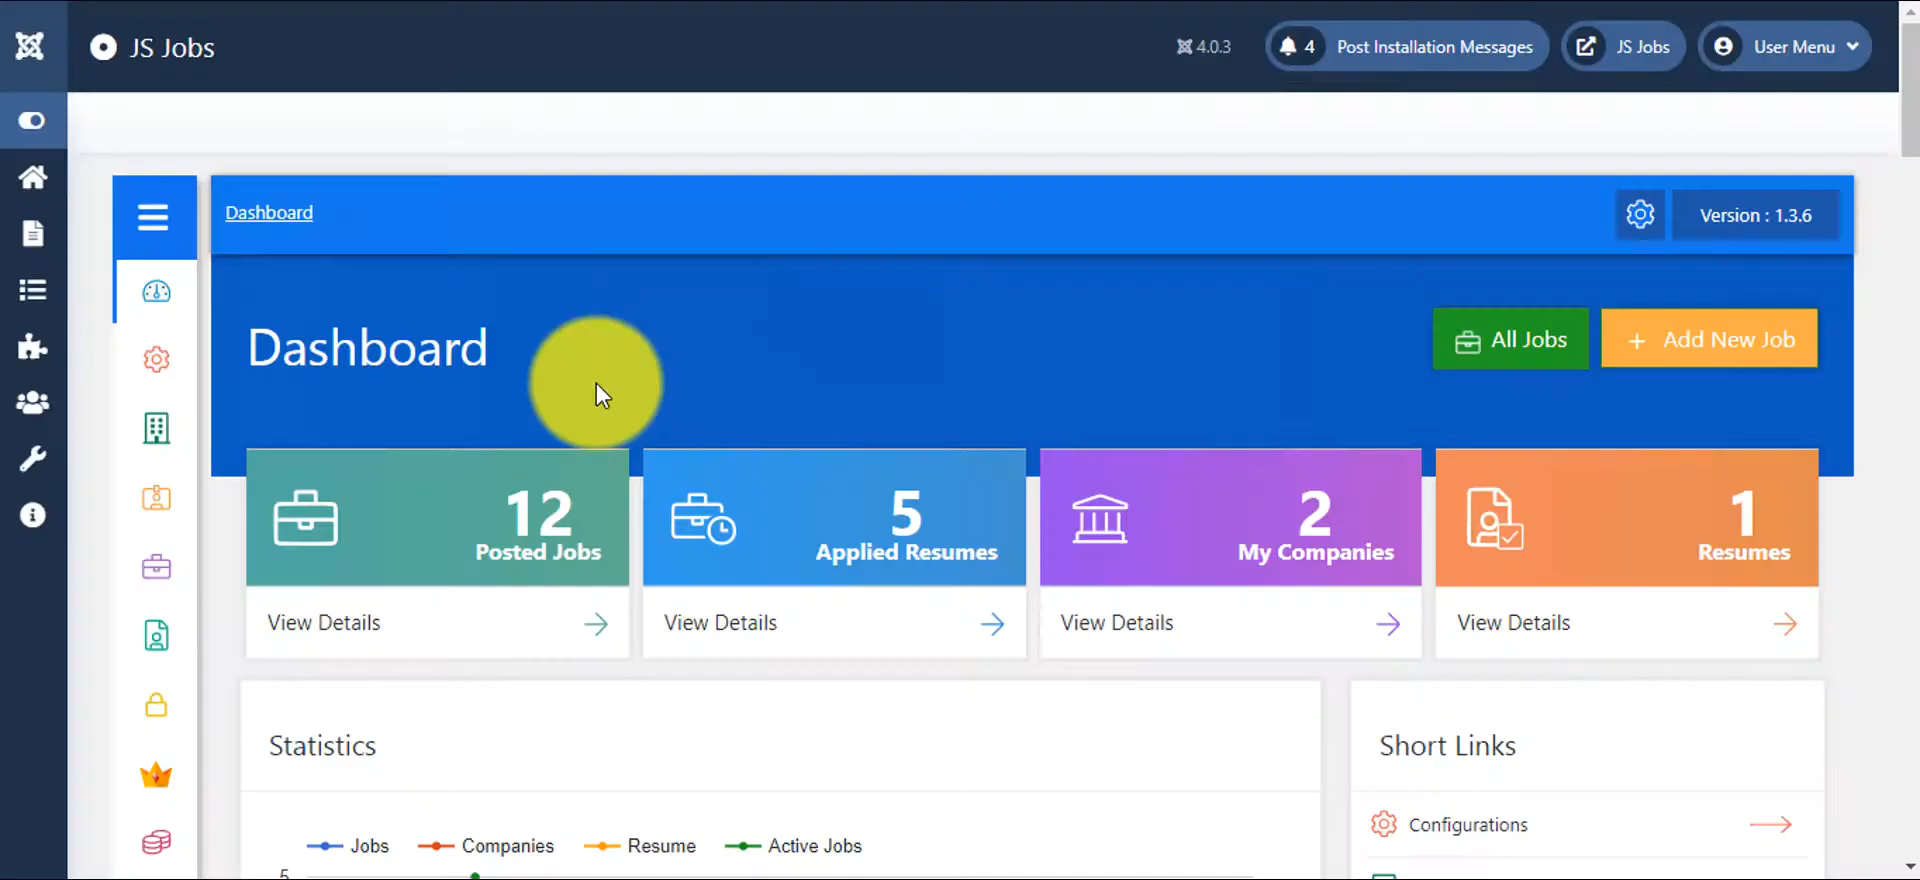 JS Jobs
4.0.3
4 Post Installation Messages
JS Jobs
User Menu
Dashboard
Version : 1.3.6
Dashboard
All Jobs
+ Add New Job
12
Posted Jobs
5
Applied Resumes
2
My Companies
1
Resumes
View Details
View Details
View Details
View Details
Statistics
Short Links
Configurations
Jobs Companies Resume Active Jobs
5